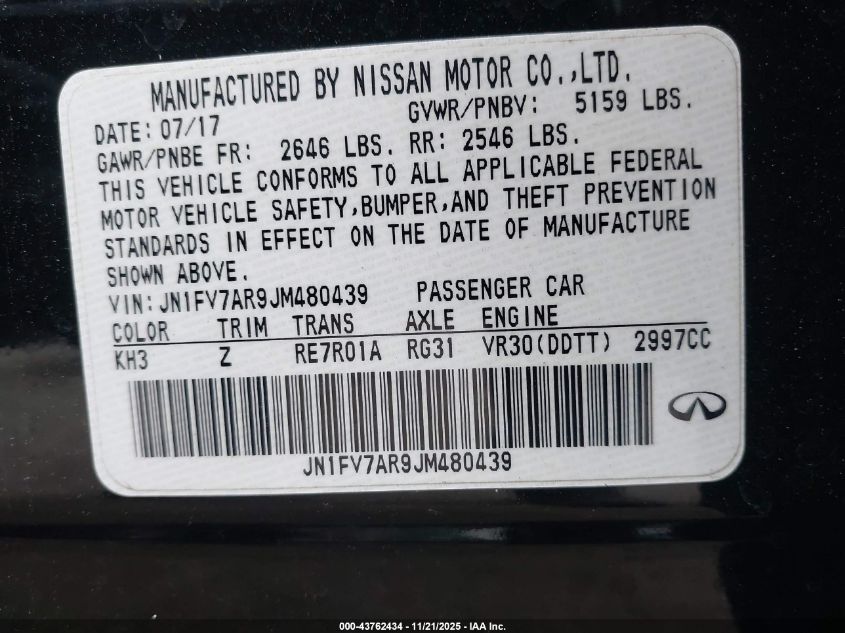 MANUFACTURED BY NISSAN MOTOR CO.,LTD.
DATE: 07/17 GVWR/PNBV: 5159 LBS.
GAWR/PNBE FR: 2646 LBS. RR: 2546 LBS.
THIS VEHICLE CONFORMS TO ALL APPLICABLE FEDERAL
MOTOR VEHICLE SAFETY,BUMPER,AND THEFT PREVENTION
STANDARDS IN EFFECT ON THE DATE OF MANUFACTURE
SHOWN ABOVE.
VIN:JN1FV7AR9JM480439 PASSENGER CAR
COLOR TRIM TRANS AXLE ENGINE
KH3 Z RE7R01A RG31 VR30(DDTT) 2997CC
JN1FV7AR9JM480439
000-43762434 - 11/21/2025 - IAA Inc.